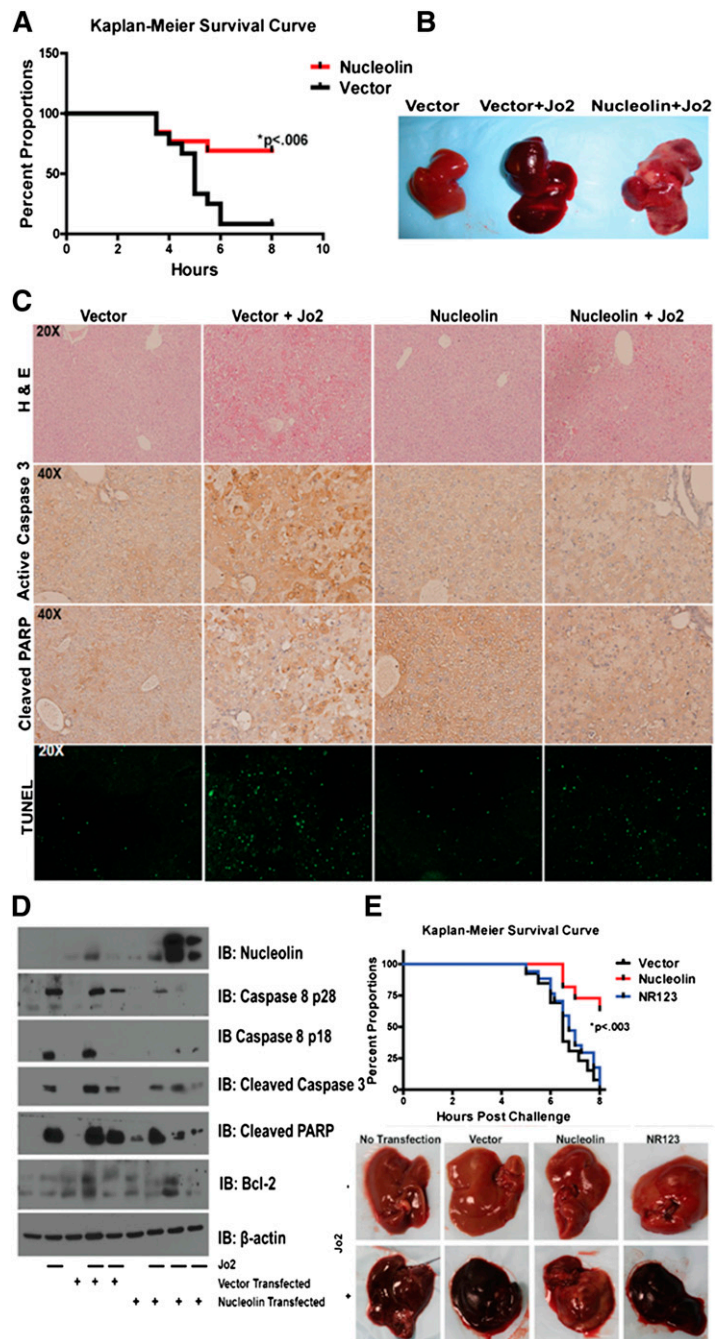 A
Kaplan-Meier Survival Curve
150
100
50
0
Percent Proportions
0 2 4 6 8 10
Hours
Nucleolin
Vector
*p<.006
B
Vector Vector+Jo2 Nucleolin+Jo2
C
Vector Vector + Jo2 Nucleolin Nucleolin + Jo2
20X
H & E
40X
Active Caspase 3
40X
Cleaved PARP
20X
TUNEL
D
IB: Nucleolin
IB: Caspase 8 p28
IB Caspase 8 p18
IB: Cleaved Caspase 3
IB: Cleaved PARP
IB: Bcl-2
IB: β-actin
Jo2
+ + + Vector Transfected
+ + + + Nucleolin Transfected
E
Kaplan-Meier Survival Curve
100
75
50
25
0
Percent Proportions
0 2 4 6 8
Hours Post Challenge
Vector
Nucleolin
NR123
*p<.003
No Transfection Vector Nucleolin NR123
-
Jo2
+